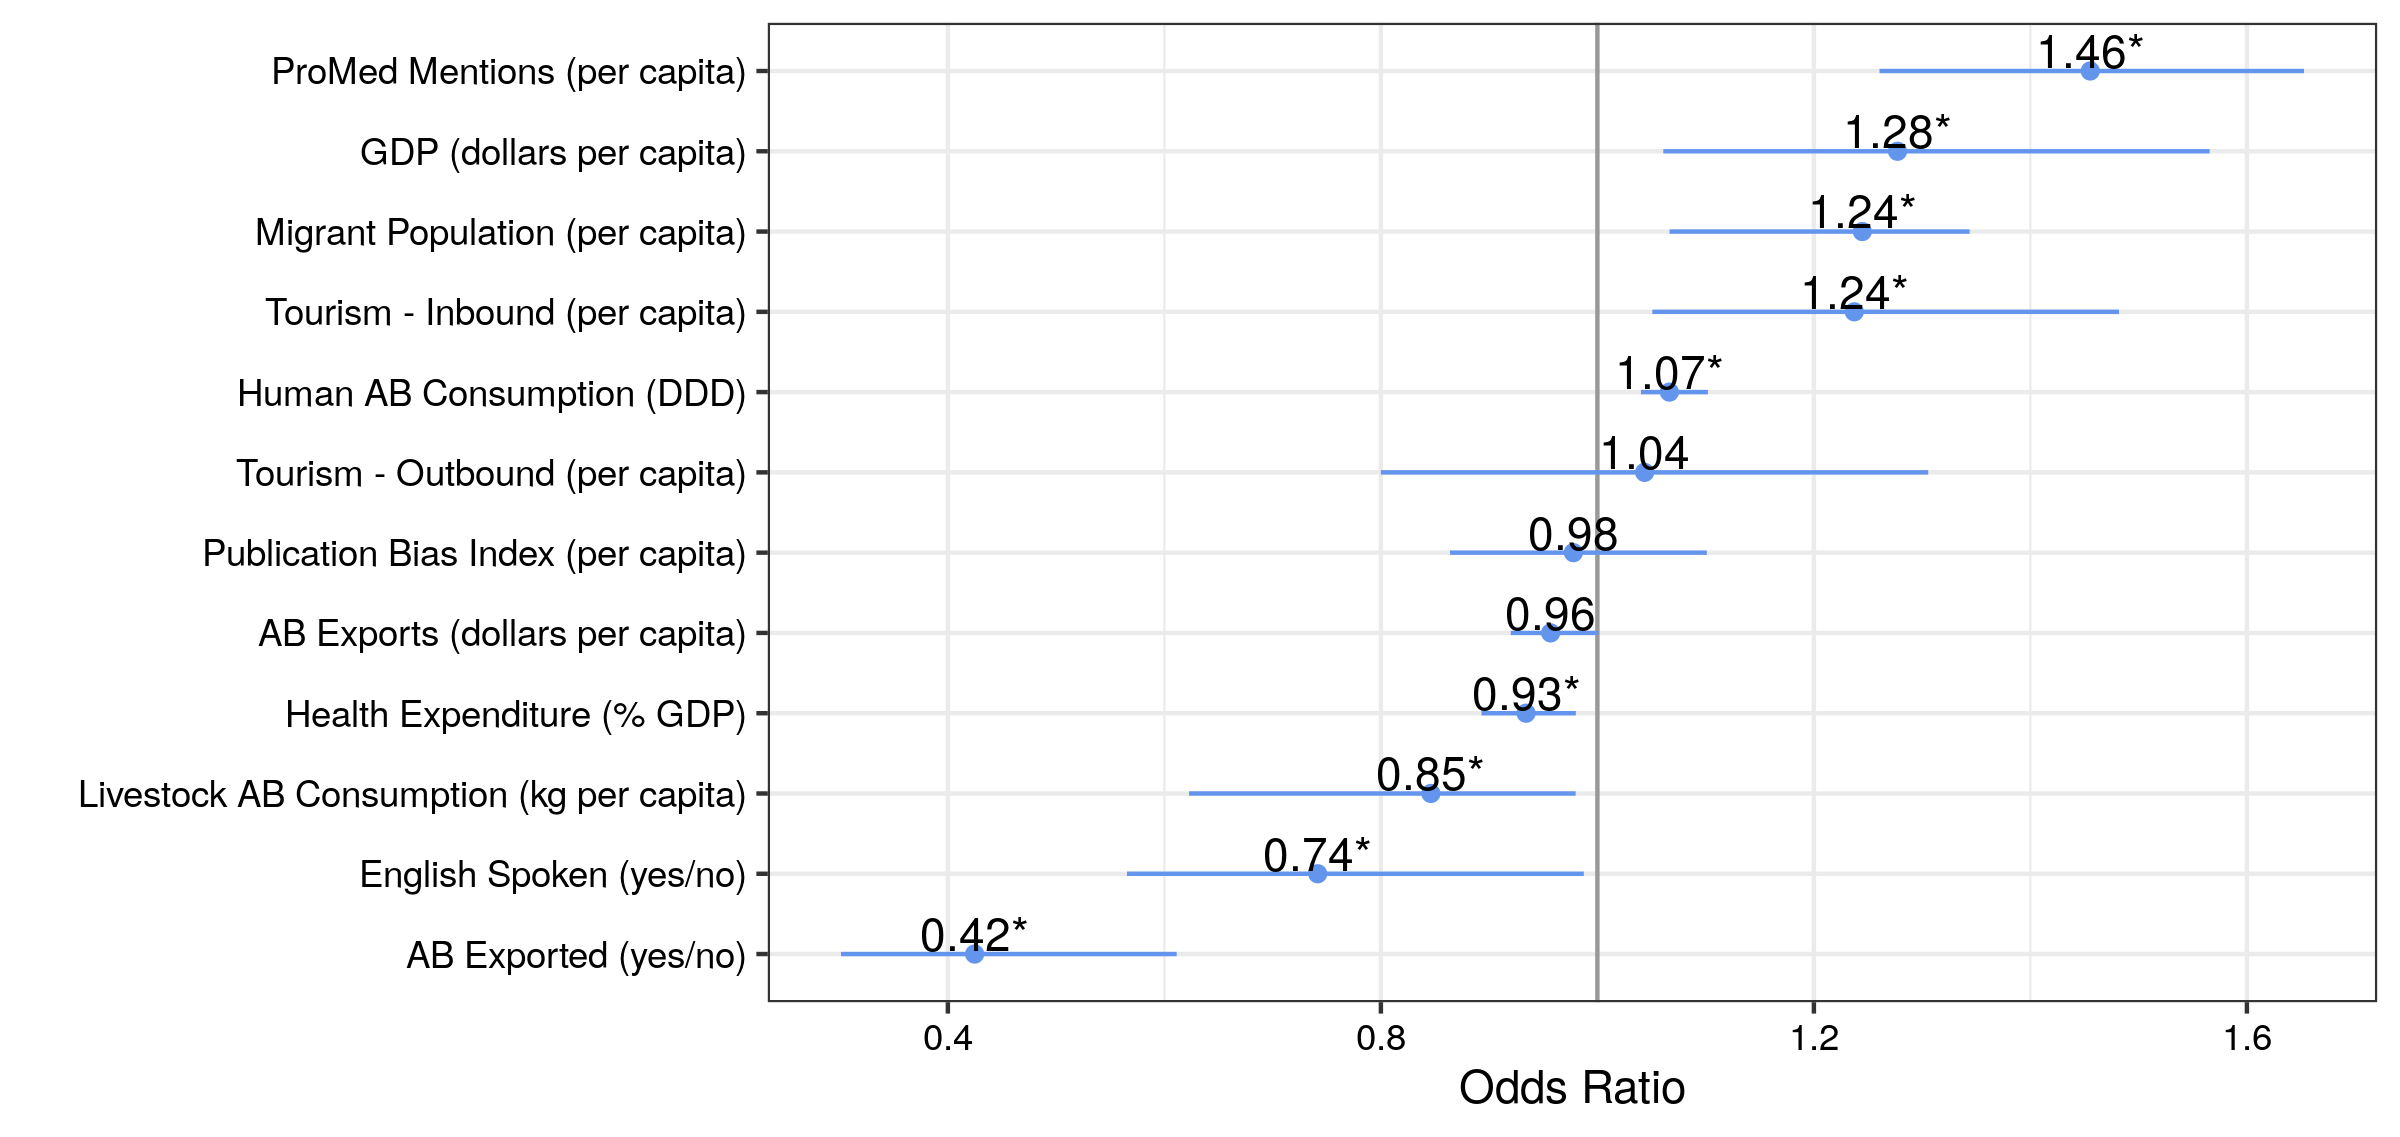 ProMed Mentions (per capita) 1.46*
GDP (dollars per capita) 1.28*
Migrant Population (per capita) 1.24*
Tourism - Inbound (per capita) 1.24*
Human AB Consumption (DDD) 1.07*
Tourism - Outbound (per capita) 1.04
Publication Bias Index (per capita) 0.98
AB Exports (dollars per capita) 0.96
Health Expenditure (% GDP) 0.93*
Livestock AB Consumption (kg per capita) 0.85*
English Spoken (yes/no) 0.74*
AB Exported (yes/no) 0.42*
0.4 0.8 1.2 1.6
Odds Ratio